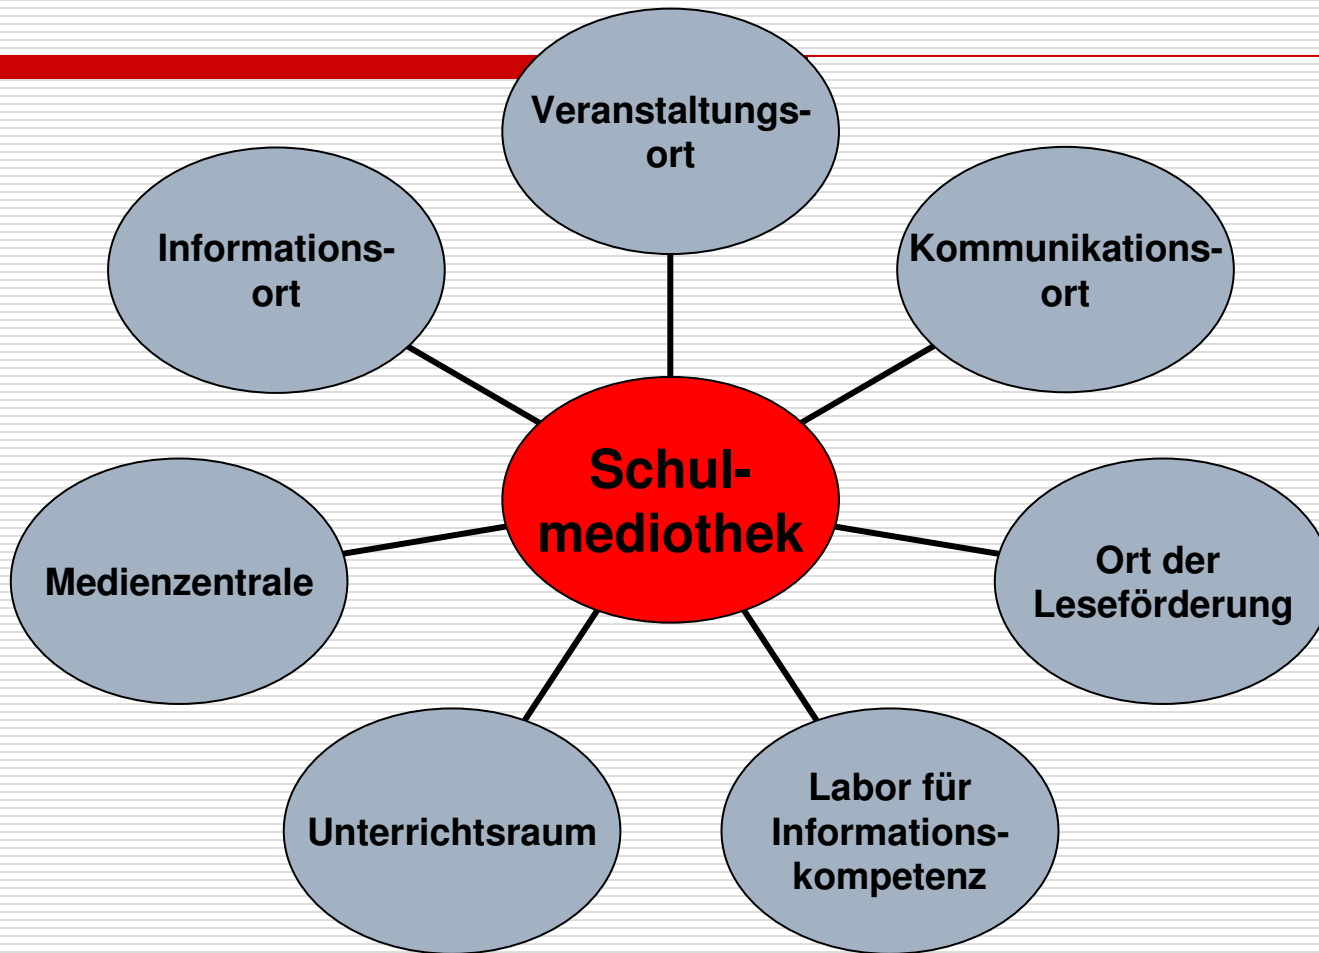 Veranstaltungs-
ort
Informations-
ort
Kommunikations-
ort
Schul-
mediothek
Medienzentrale
Ort der
Leseförderung
Unterrichtsraum
Labor für
Informations-
kompetenz